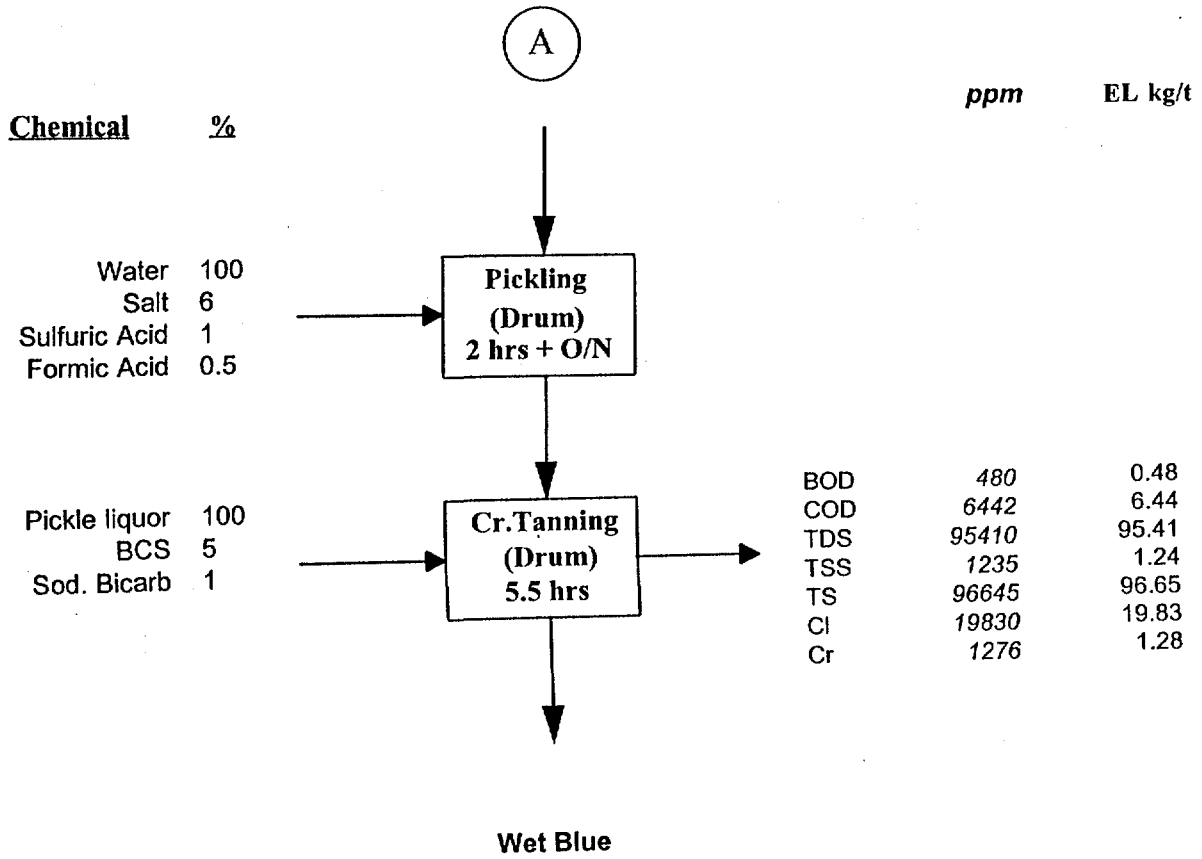 A
ppm EL kg/t
Chemical %
Water 100
Salt 6
Sulfuric Acid 1
Formic Acid 0.5
Pickling
(Drum)
2 hrs + O/N
Pickle liquor 100
BCS 5
Sod. Bicarb 1
Cr.Tanning
(Drum)
5.5 hrs
BOD 480 0.48
COD 6442 6.44
TDS 95410 95.41
TSS 1235 1.24
TS 96645 96.65
Cl 19830 19.83
Cr 1276 1.28
Wet Blue